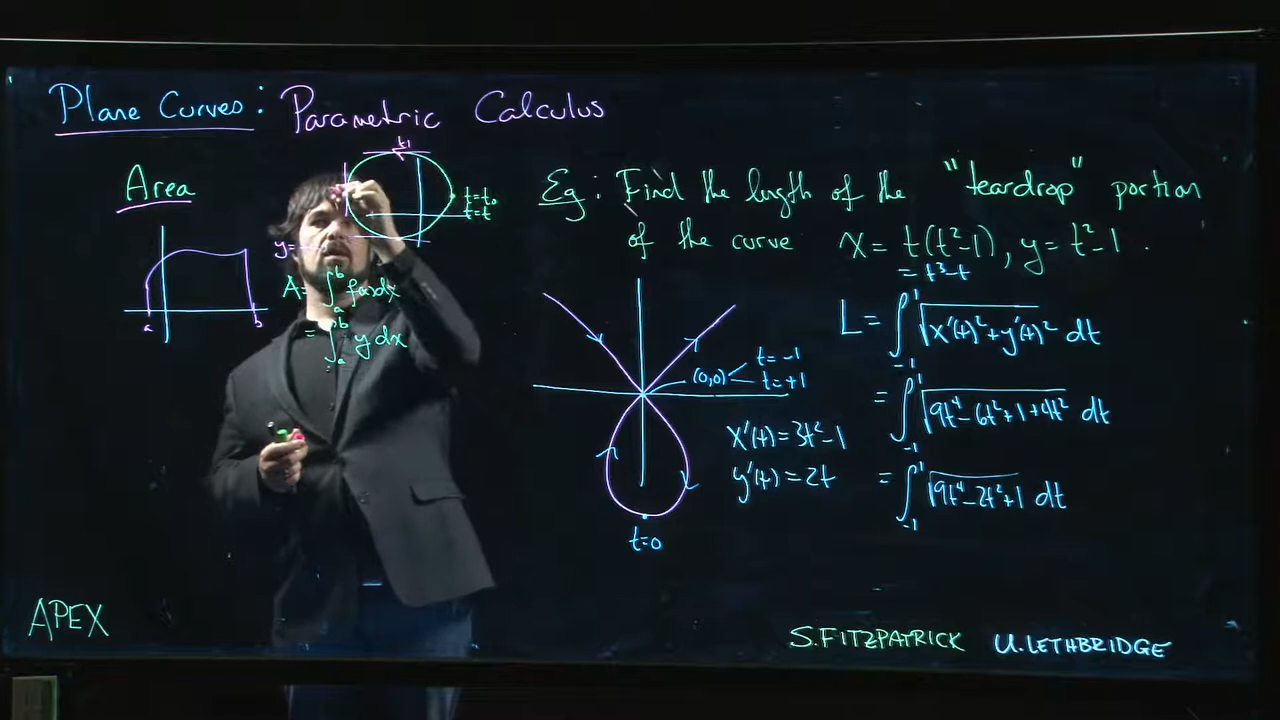 Plane Curves: Parametric Calculus
Area
t₁
t=t₀
t=t
y=
a
b
A= ∫ₐᵇ f(x)dx
= ∫ₐᵇ y dx
Eg: Find the length of the "teardrop" portion
of the curve x= t(t²-1), y= t²-1 .
= t³-t
(0,0)
t= -1
t= +1
t=0
x'(t)= 3t²-1
y'(t)= 2t
L= ∫₋₁¹ √(x'(t)²+y'(t)²) dt
= ∫₋₁¹ √(9t⁴-6t²+1+4t²) dt
= ∫₋₁¹ √(9t⁴-2t²+1) dt
APEX
S.FITZPATRICK U.LETHBRIDGE